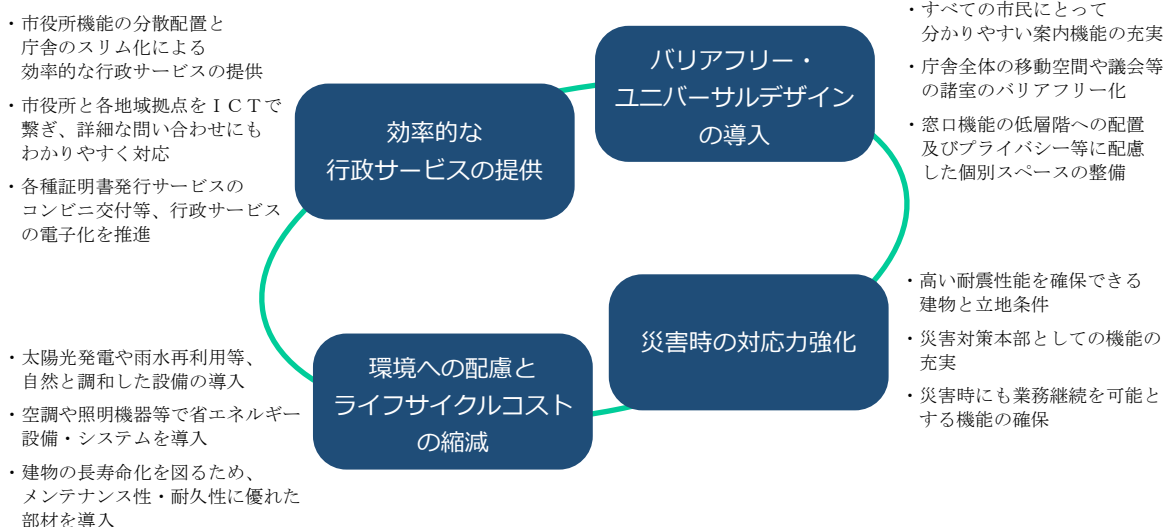 ・市役所機能の分散配置と
庁舎のスリム化による
効率的な行政サービスの提供
・市役所と各地域拠点をＩＣＴで
繋ぎ、詳細な問い合わせにも
わかりやすく対応
・各種証明書発行サービスの
コンビニ交付等、行政サービス
の電子化を推進
効率的な
行政サービスの提供
バリアフリー・
ユニバーサルデザイン
の導入
・すべての市民にとって
分かりやすい案内機能の充実
・庁舎全体の移動空間や議会等
の諸室のバリアフリー化
・窓口機能の低層階への配置
及びプライバシー等に配慮
した個別スペースの整備
・太陽光発電や雨水再利用等、
自然と調和した設備の導入
・空調や照明機器等で省エネルギー
設備・システムを導入
・建物の長寿命化を図るため、
メンテナンス性・耐久性に優れた
部材を導入
環境への配慮と
ライフサイクルコスト
の縮減
災害時の対応力強化
・高い耐震性能を確保できる
建物と立地条件
・災害対策本部としての機能の
充実
・災害時にも業務継続を可能と
する機能の確保